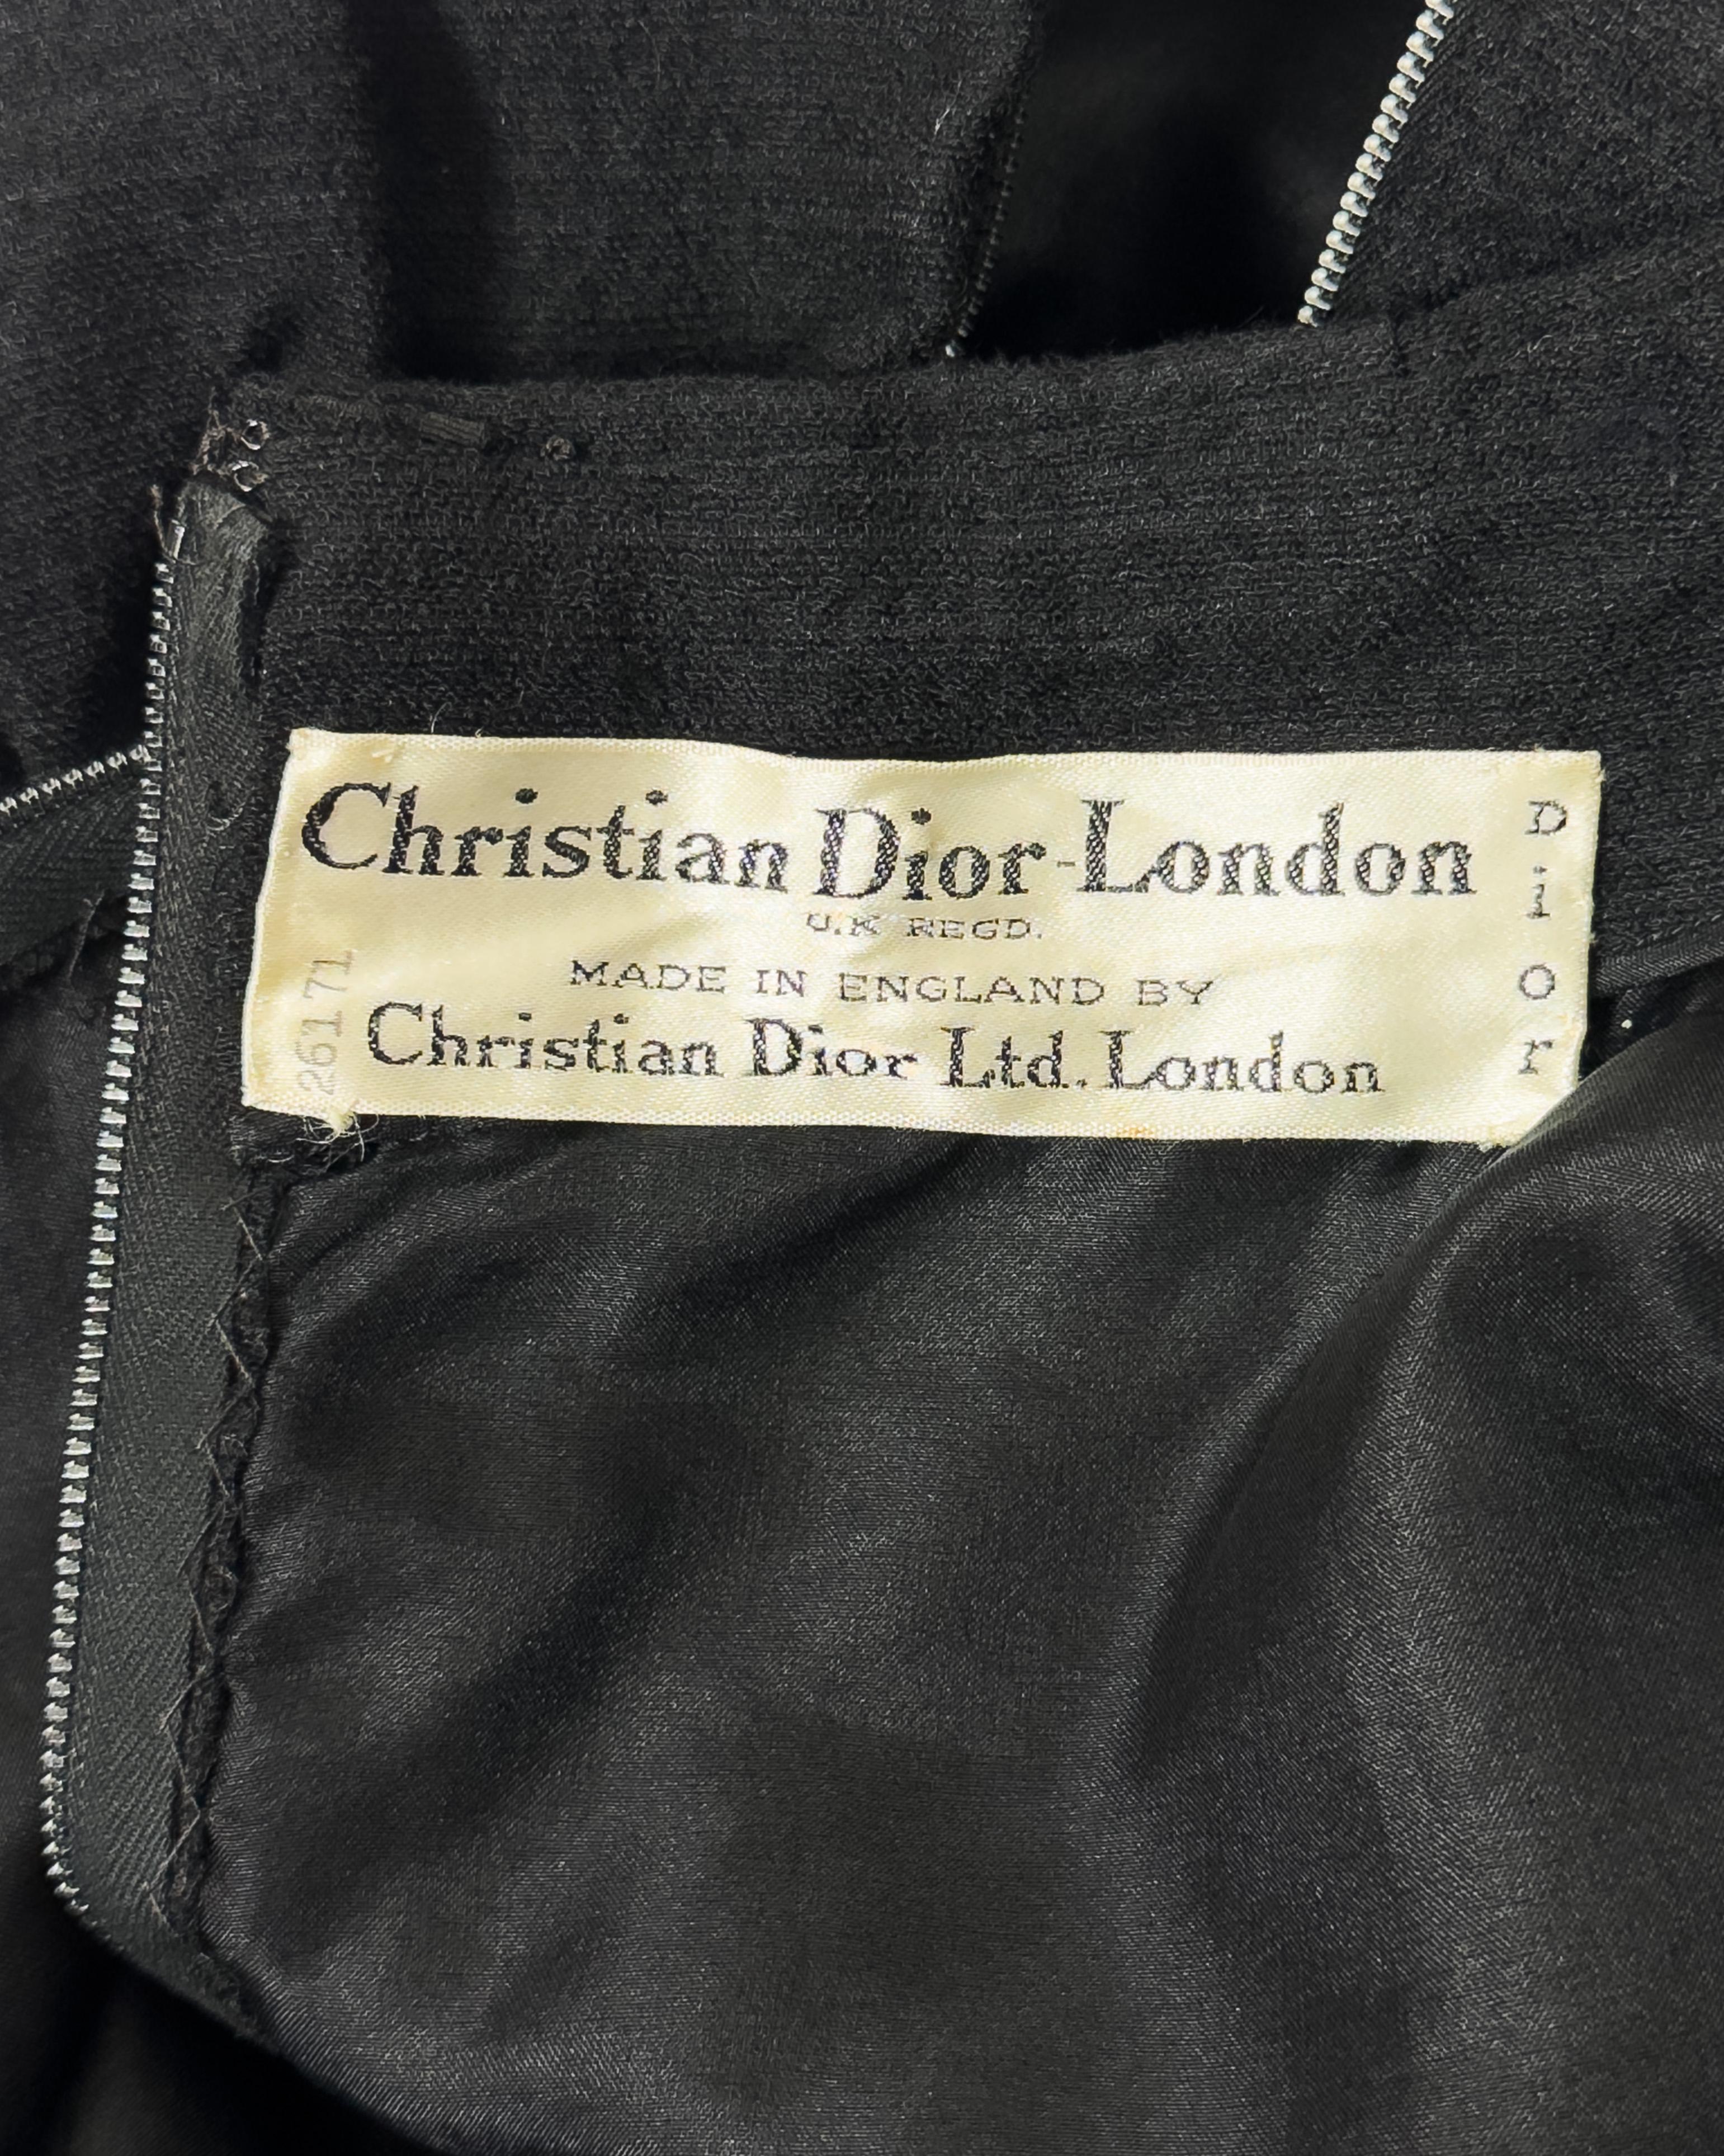 Christian Dior-London
U.K REGD.
MADE IN ENGLAND BY
Christian Dior Ltd. London
26171
Dior